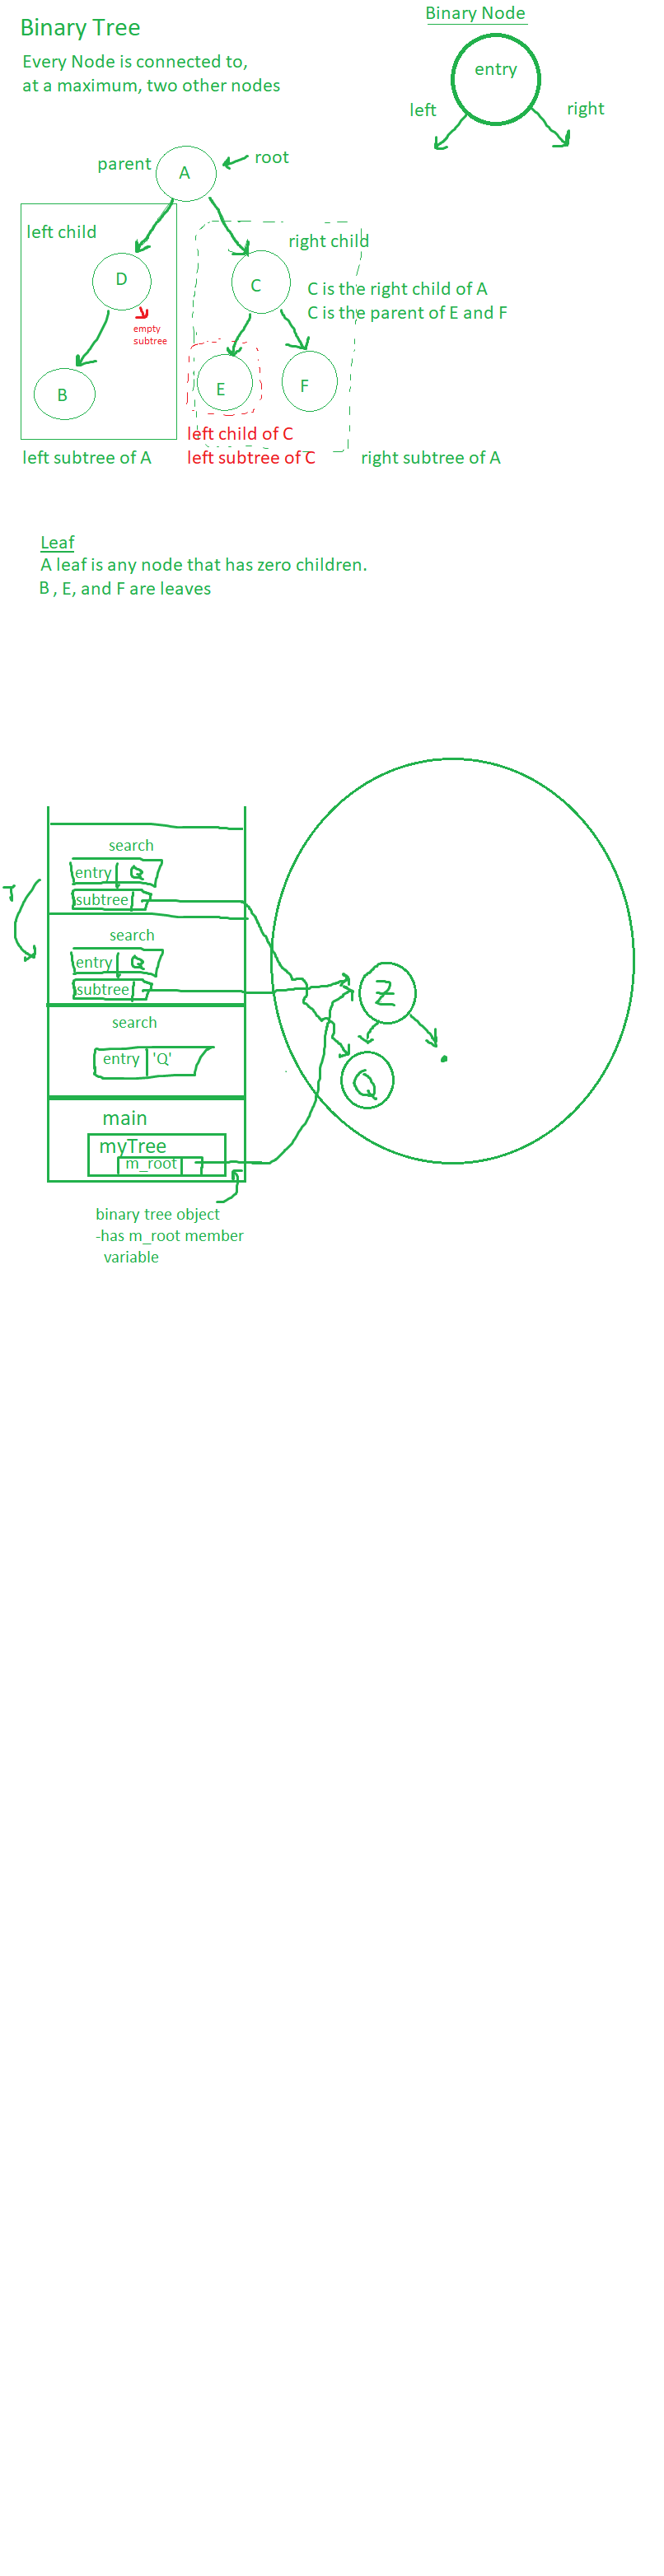 Binary Tree
Every Node is connected to,
at a maximum, two other nodes
Binary Node
entry
left
right
parent
A
root
left child
right child
D
C
C is the right child of A
C is the parent of E and F
empty
subtree
B
E
F
left child of C
left subtree of A
left subtree of C
right subtree of A
Leaf
A leaf is any node that has zero children.
B , E, and F are leaves
search
entry Q
subtree
T
search
entry Q
subtree
Z
search
entry 'Q'
Q
main
myTree
m_root
binary tree object
-has m_root member
variable